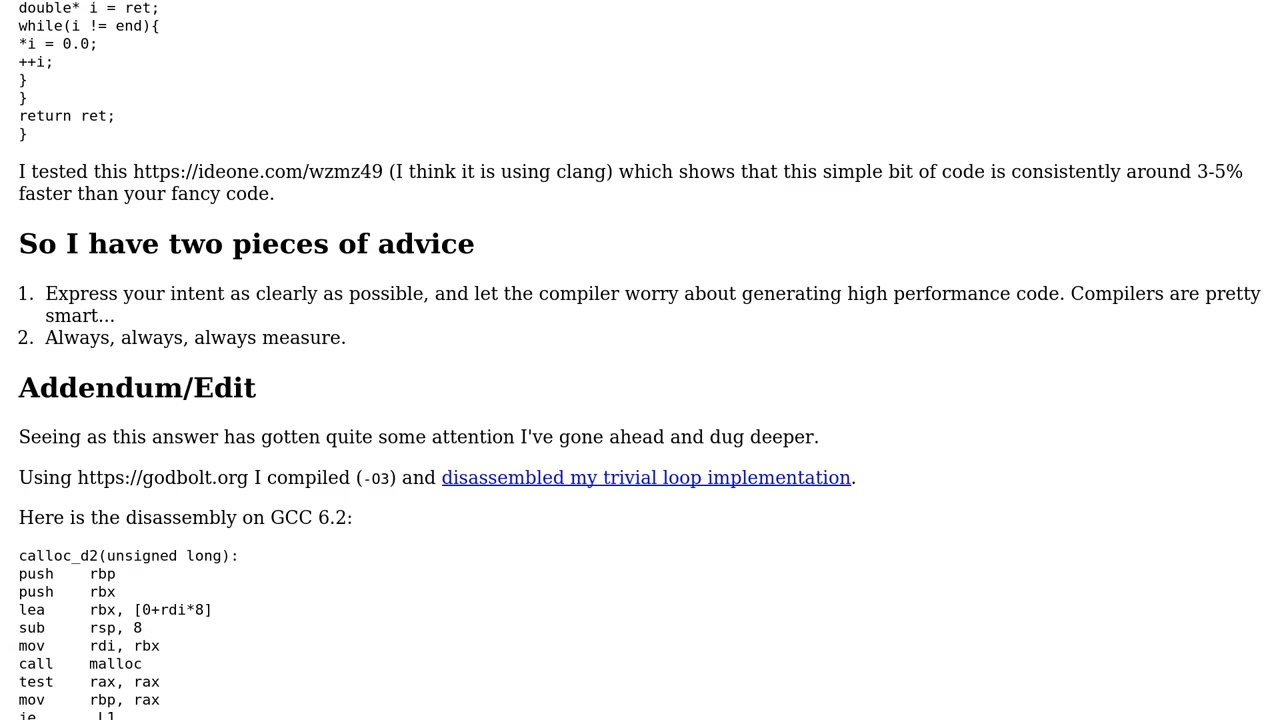 double* i = ret;
while(i != end){
*i = 0.0;
++i;
}
}
return ret;
}
I tested this https://ideone.com/wzmz49 (I think it is using clang) which shows that this simple bit of code is consistently around 3-5%
faster than your fancy code.
So I have two pieces of advice
1. Express your intent as clearly as possible, and let the compiler worry about generating high performance code. Compilers are pretty
smart...
2. Always, always, always measure.
Addendum/Edit
Seeing as this answer has gotten quite some attention I've gone ahead and dug deeper.
Using https://godbolt.org I compiled (-O3) and disassembled my trivial loop implementation.
Here is the disassembly on GCC 6.2:
calloc_d2(unsigned long):
push    rbp
push    rbx
lea     rbx, [0+rdi*8]
sub     rsp, 8
mov     rdi, rbx
call    malloc
test    rax, rax
mov     rbp, rax
je      .L1